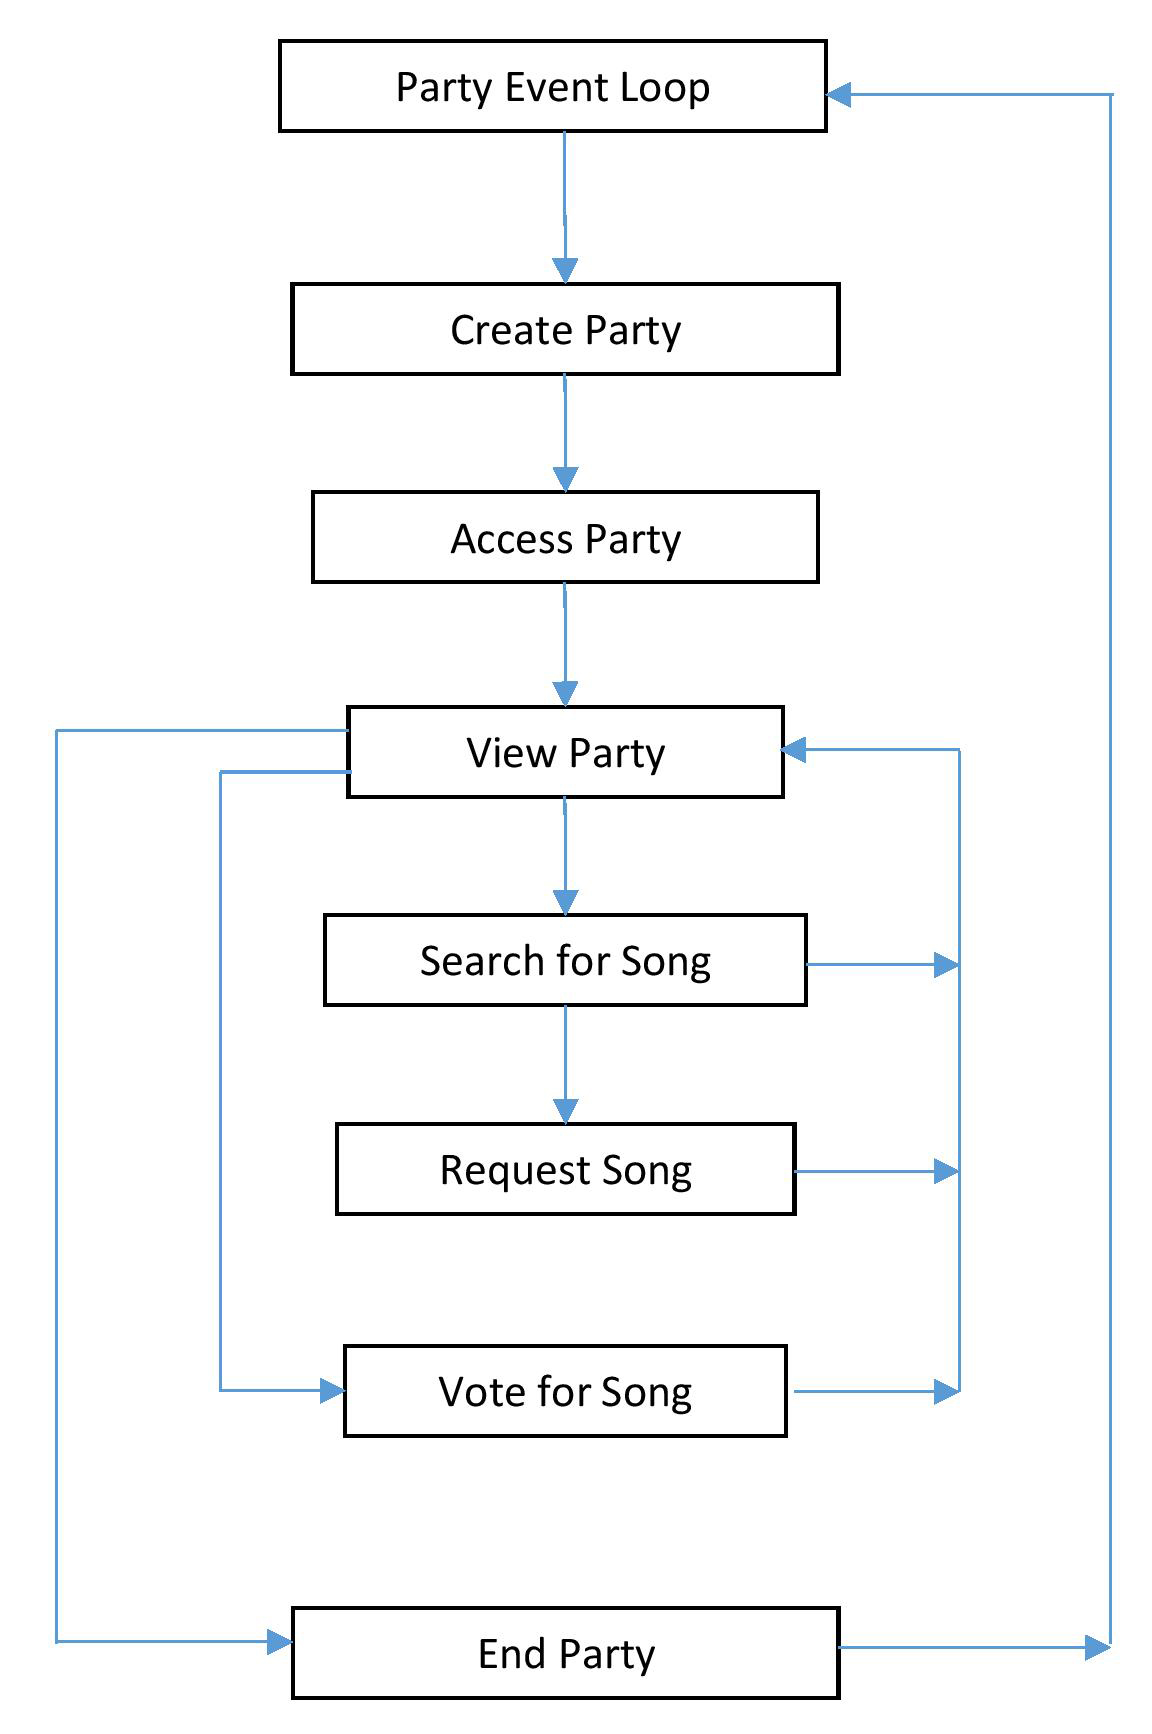 Party Event Loop
Create Party
Access Party
View Party
Search for Song
Request Song
Vote for Song
End Party